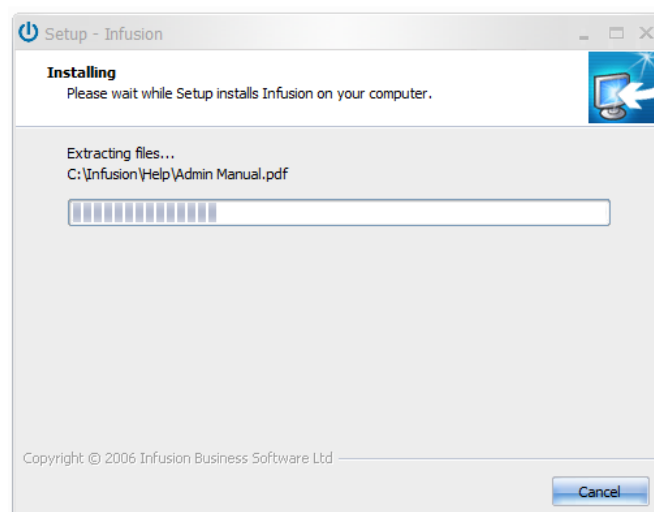 Setup - Infusion
Installing
Please wait while Setup installs Infusion on your computer.
Extracting files...
C:\Infusion\Help\Admin Manual.pdf
Copyright © 2006 Infusion Business Software Ltd
Cancel